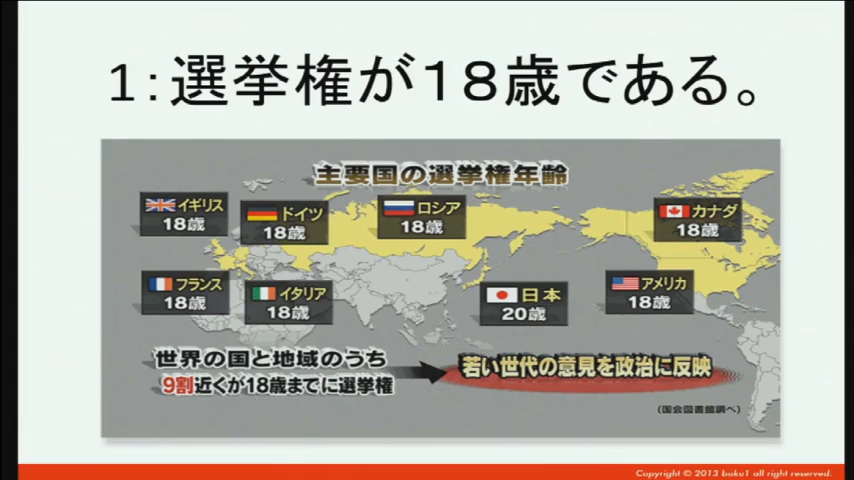 1：選挙権が１８歳である。
主要国の選挙権年齢
イギリス
18歳
ドイツ
18歳
ロシア
18歳
カナダ
18歳
フランス
18歳
イタリア
18歳
日本
20歳
アメリカ
18歳
世界の国と地域のうち
9割近くが18歳までに選挙権
若い世代の意見を政治に反映
（国会図書館調べ）
Copyright © 2013 baku1 all right reserved.